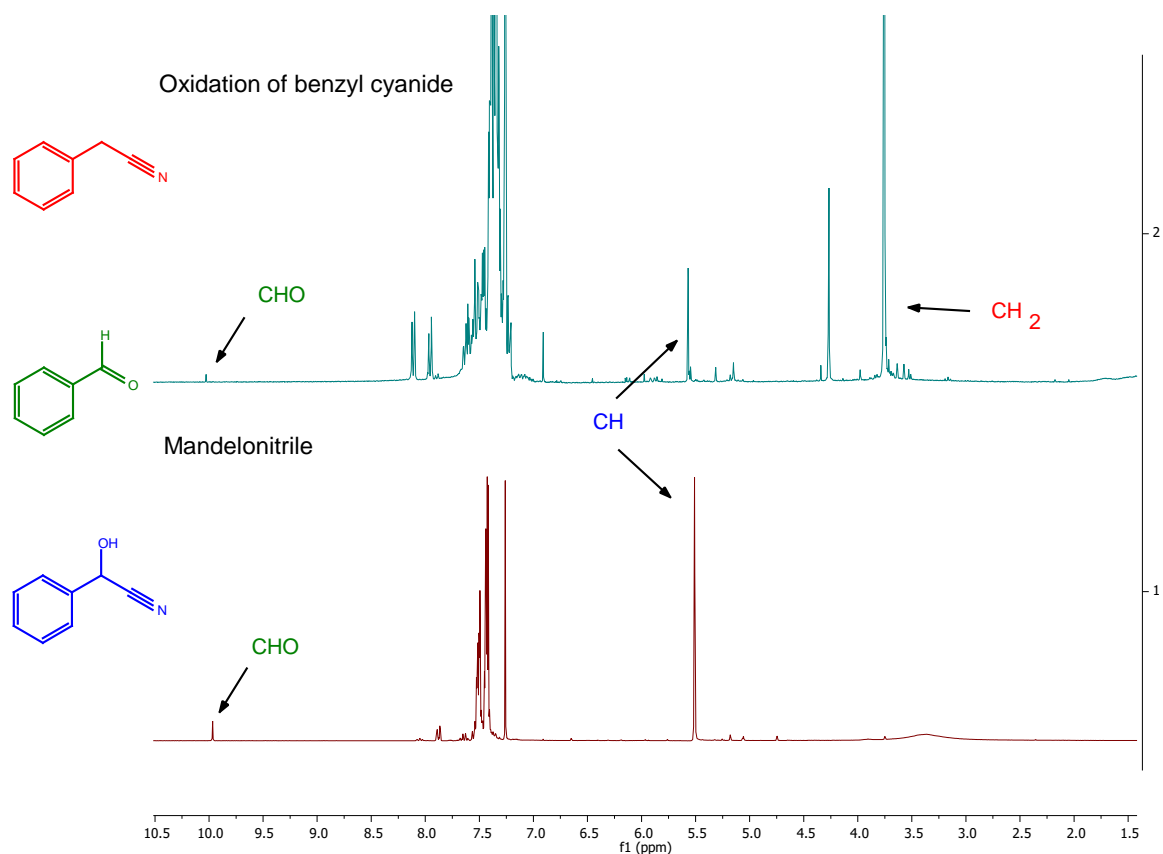 Oxidation of benzyl cyanide
N
2
CHO
CH 2
H
O
CH
Mandelonitrile
OH
N
1
CHO
10.5 10.0 9.5 9.0 8.5 8.0 7.5 7.0 6.5 6.0 5.5 5.0 4.5 4.0 3.5 3.0 2.5 2.0 1.5
f1 (ppm)